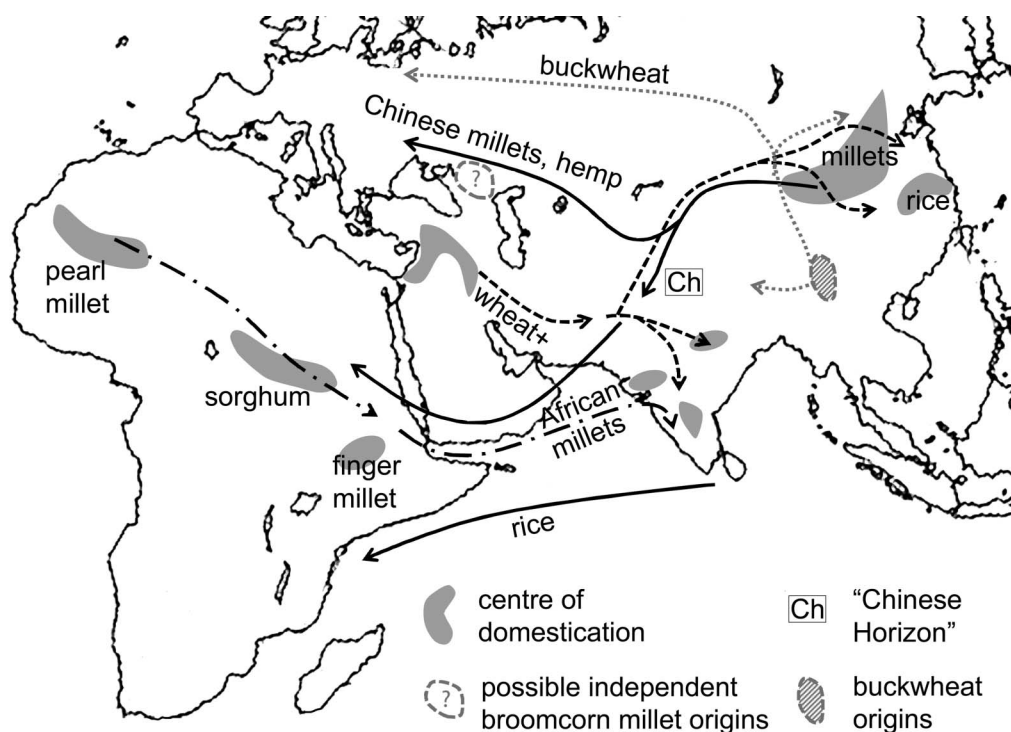 buckwheat
Chinese millets, hemp
?
millets
rice
pearl
millet
Ch
wheat+
sorghum
African
millets
finger
millet
rice
centre of
domestication
Ch
“Chinese
Horizon”
?
possible independent
broomcorn millet origins
buckwheat
origins